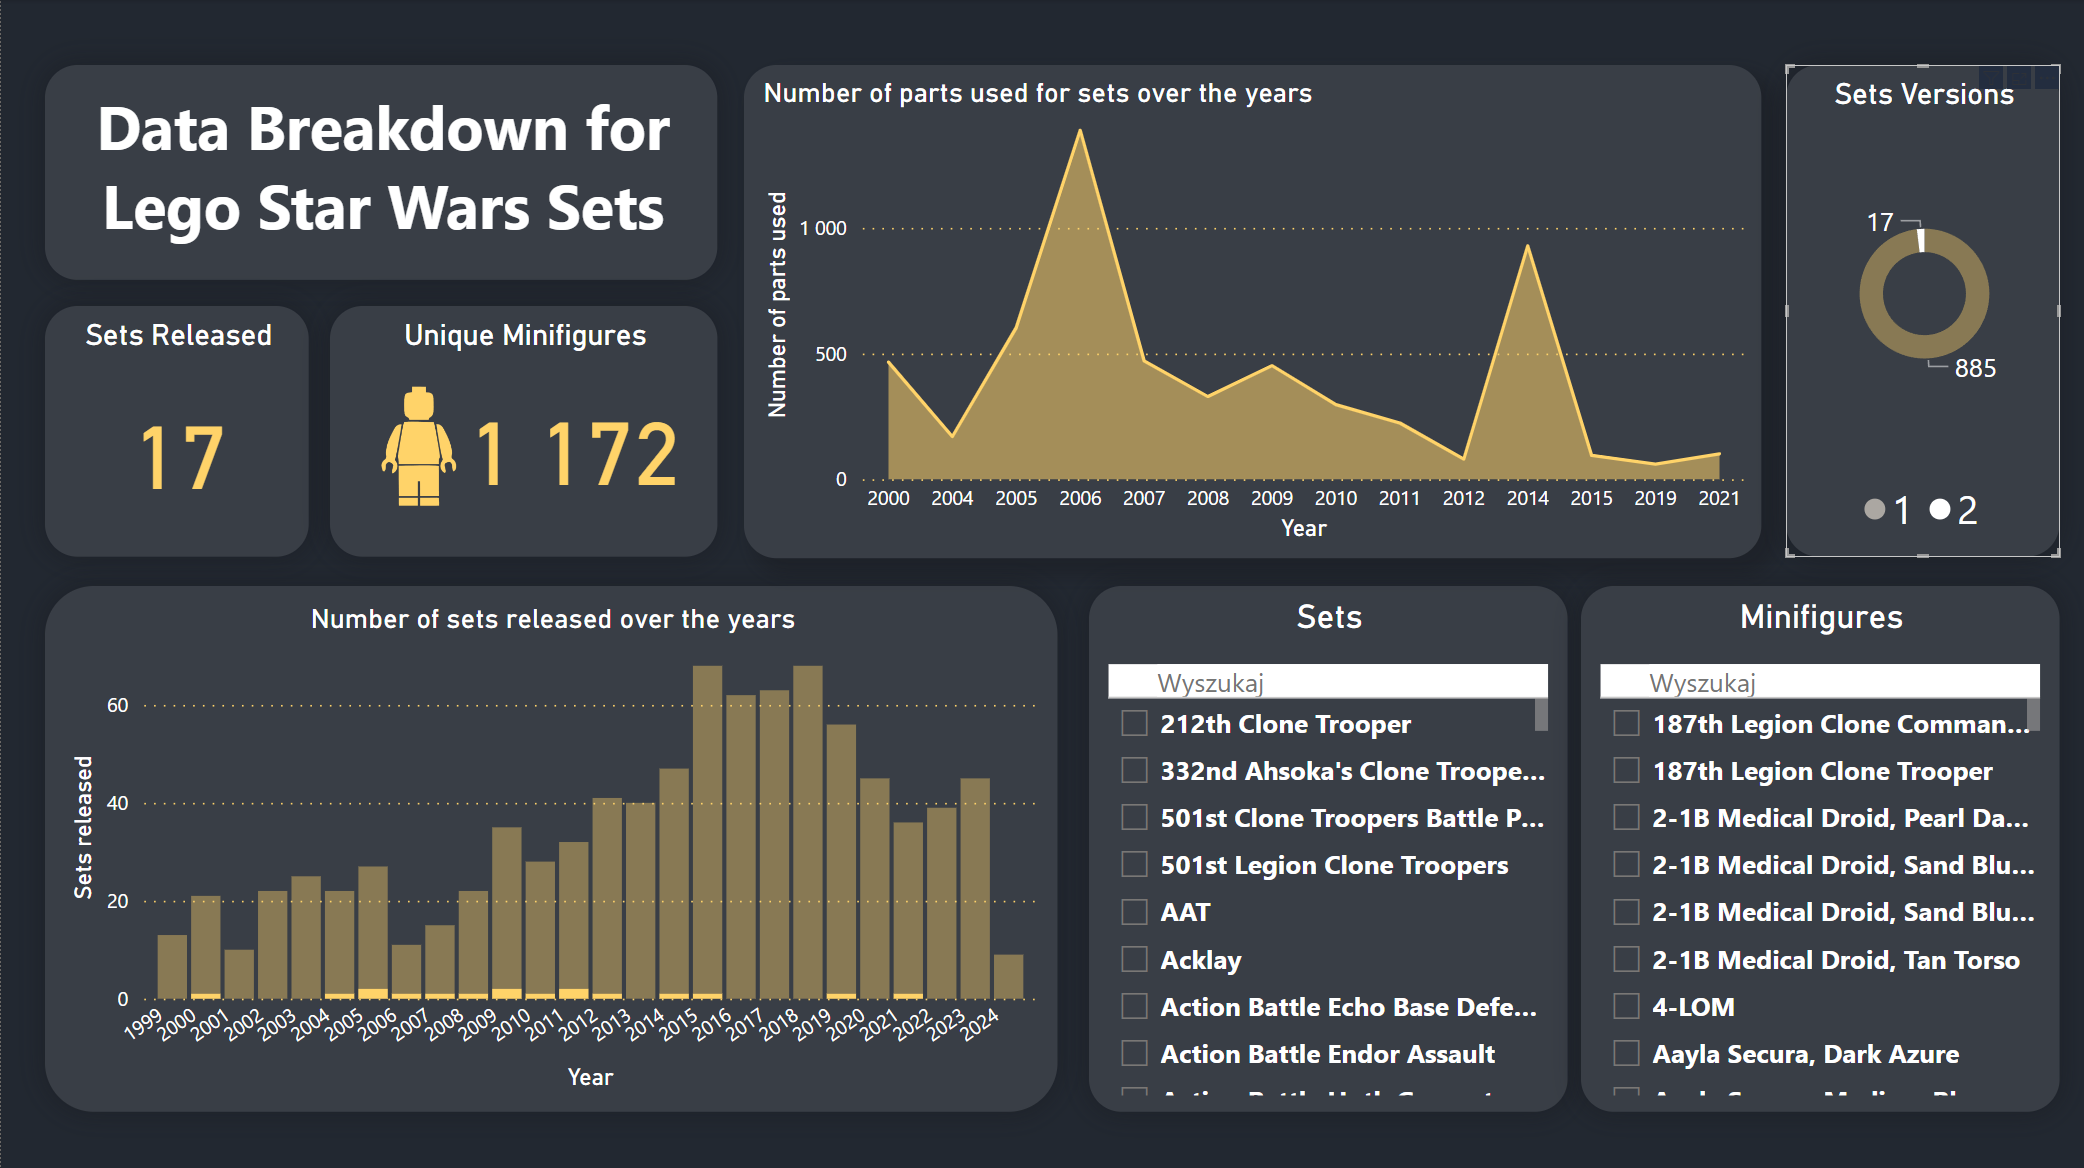 Data Breakdown for
Lego Star Wars Sets
Sets Released
17
Unique Minifigures
1 172
Number of parts used for sets over the years
Number of parts used
1 000
500
0
2000 2004 2005 2006 2007 2008 2009 2010 2011 2012 2014 2015 2019 2021
Year
Sets Versions
17
885
1 2
Number of sets released over the years
Sets released
60
40
20
0
1999 2000 2001 2002 2003 2004 2005 2006 2007 2008 2009 2010 2011 2012 2013 2014 2015 2016 2017 2018 2019 2020 2021 2022 2023 2024
Year
Sets
Wyszukaj
212th Clone Trooper
332nd Ahsoka's Clone Troope...
501st Clone Troopers Battle P...
501st Legion Clone Troopers
AAT
Acklay
Action Battle Echo Base Defe...
Action Battle Endor Assault
Minifigures
Wyszukaj
187th Legion Clone Comman...
187th Legion Clone Trooper
2-1B Medical Droid, Pearl Da...
2-1B Medical Droid, Sand Blu...
2-1B Medical Droid, Sand Blu...
2-1B Medical Droid, Tan Torso
4-LOM
Aayla Secura, Dark Azure